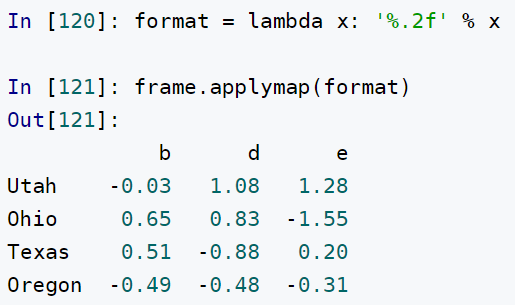 In [120]: format = lambda x: '%.2f' % x
In [121]: frame.applymap(format)
Out[121]:
b d e
Utah -0.03 1.08 1.28
Ohio 0.65 0.83 -1.55
Texas 0.51 -0.88 0.20
Oregon -0.49 -0.48 -0.31